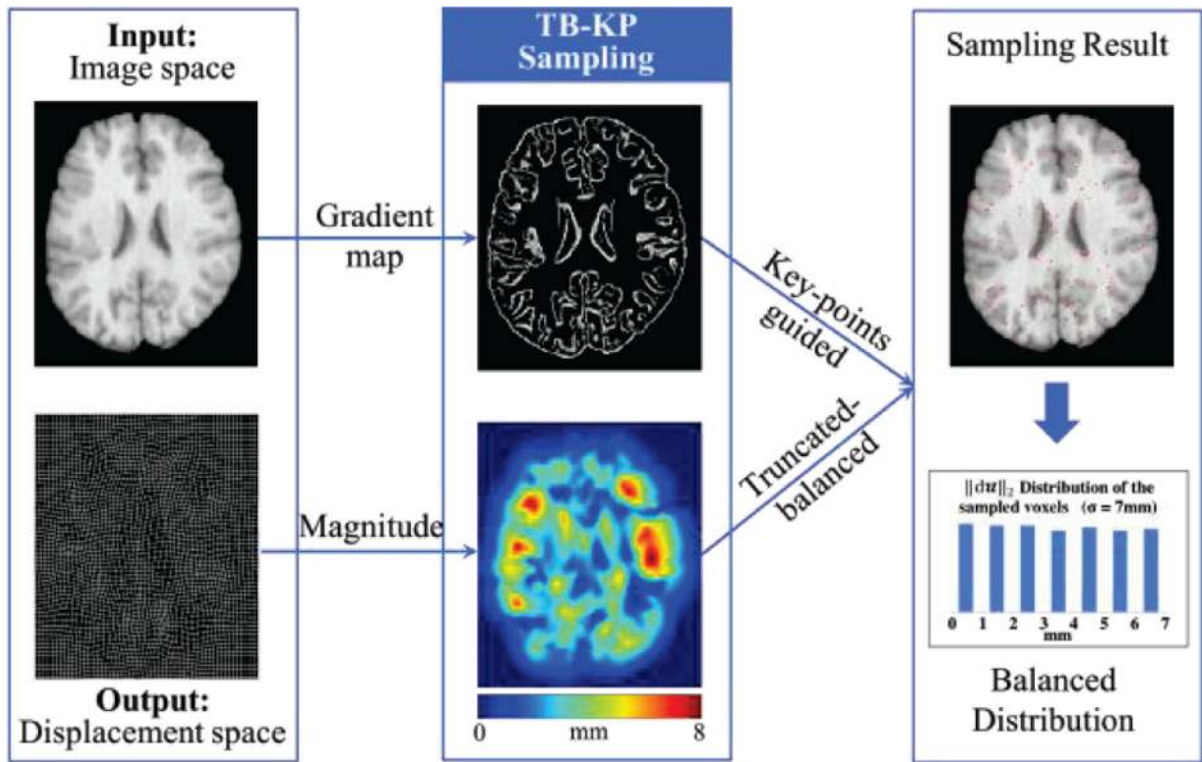 Input:
Image space
Output:
Displacement space
Gradient
map
Magnitude
TB-KP
Sampling
0 mm 8
Key-points
guided
Truncated-
balanced
Sampling Result
||du||₂ Distribution of the
sampled voxels (σ = 7mm)
0 1 2 3 4 5 6 7
mm
Balanced
Distribution